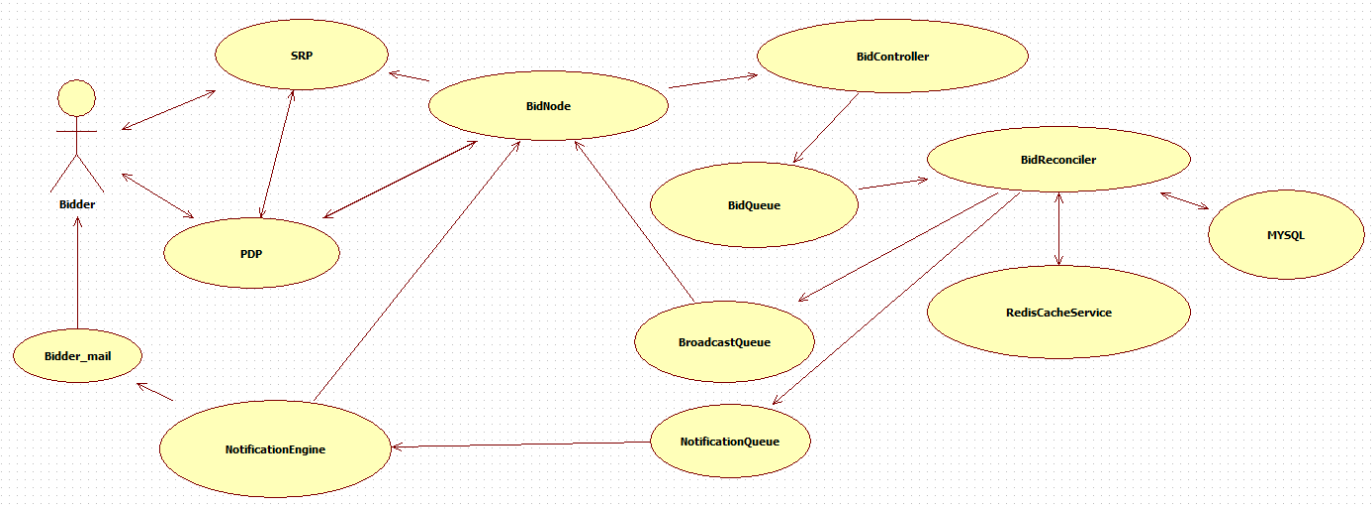 SRP
BidController
BidNode
BidReconciler
Bidder
BidQueue
MYSQL
PDP
RedisCacheService
BroadcastQueue
Bidder_mail
NotificationQueue
NotificationEngine